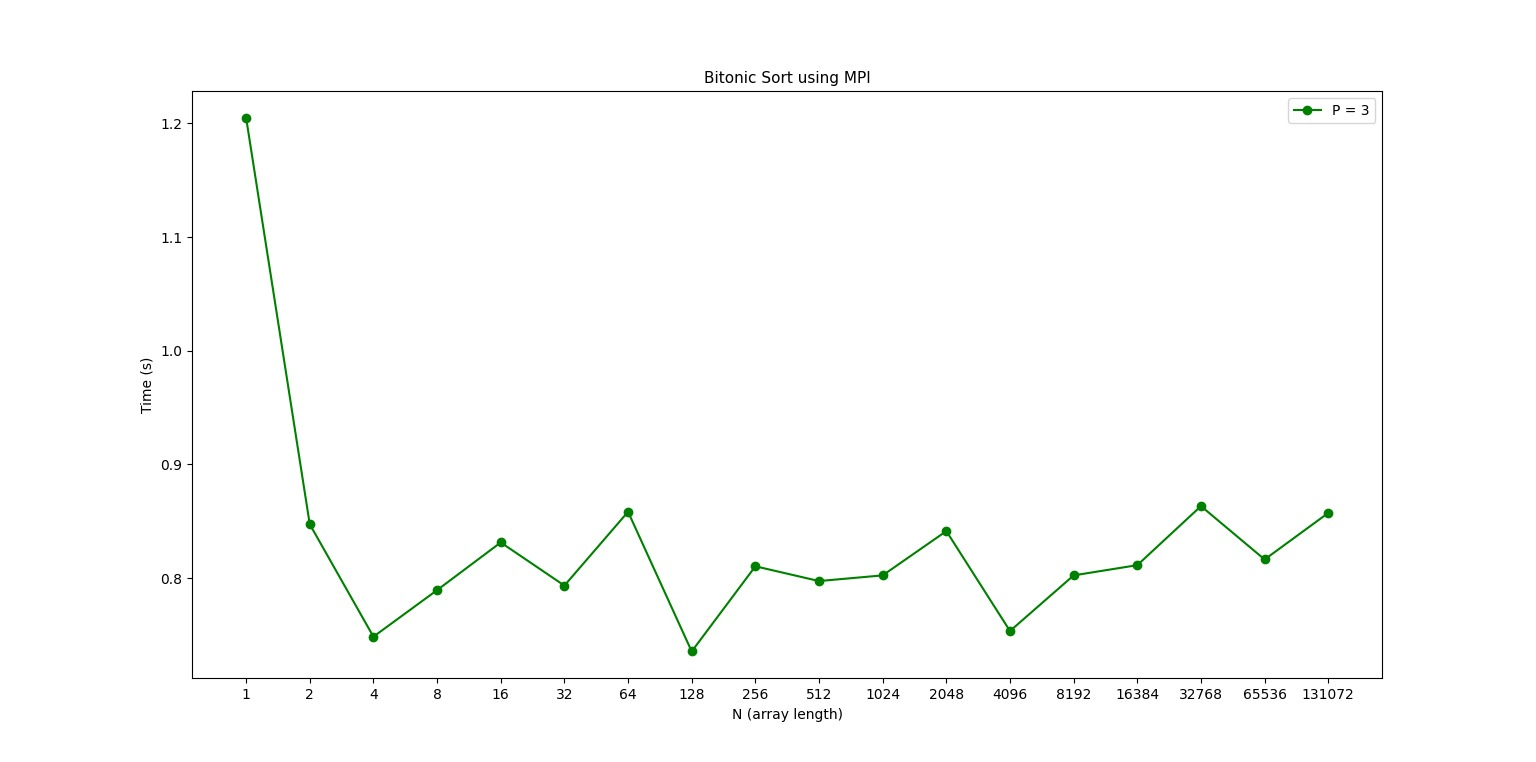 Bitonic Sort using MPI
P = 3
1.2
1.1
1.0
0.9
0.8
Time (s)
1 2 4 8 16 32 64 128 256 512 1024 2048 4096 8192 16384 32768 65536 131072
N (array length)